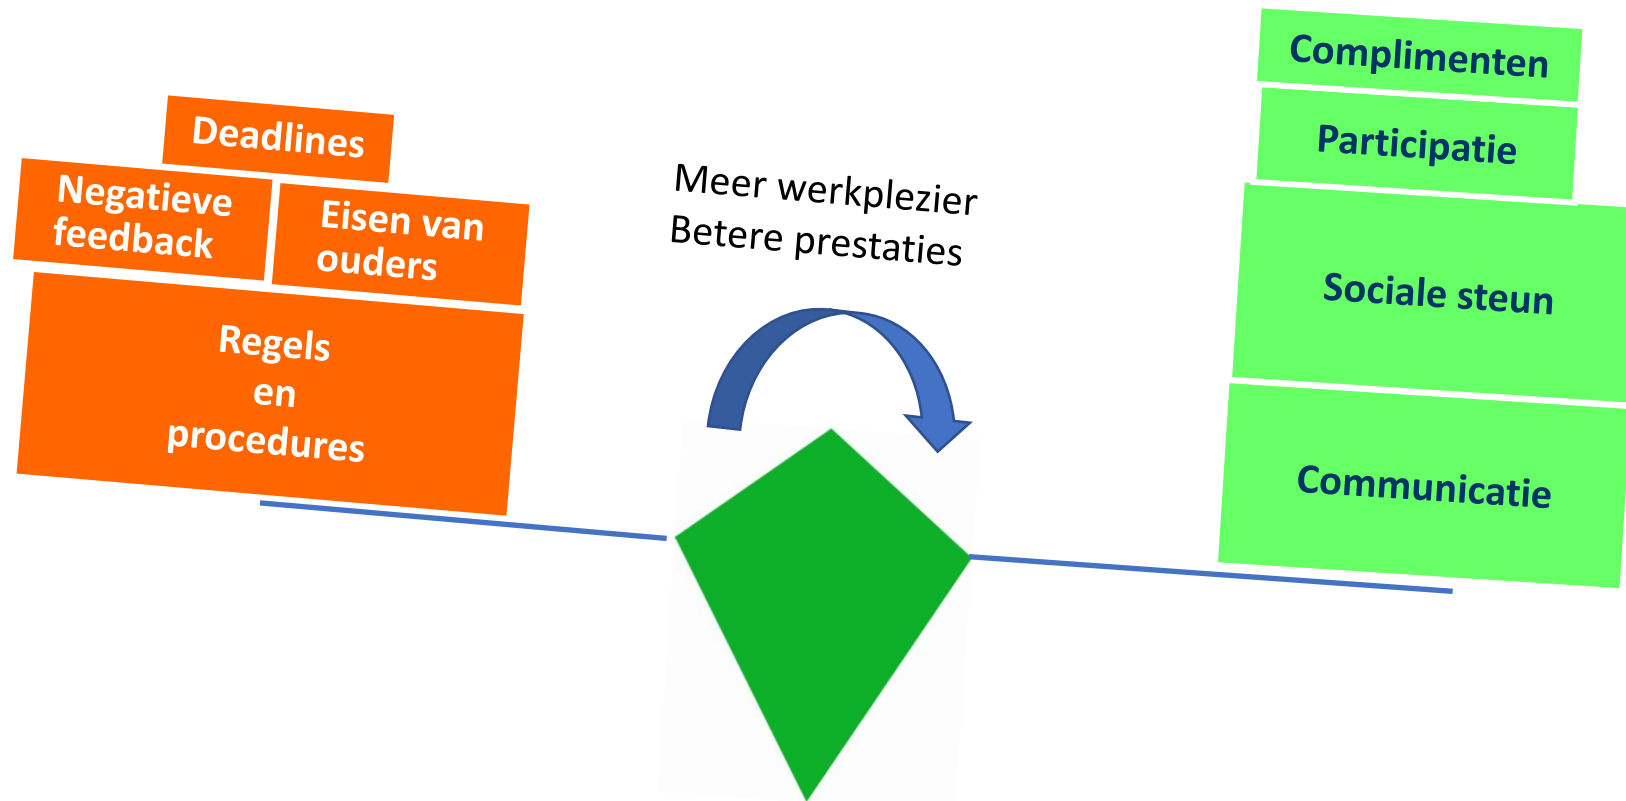 Deadlines
Negatieve
feedback
Eisen van
ouders
Regels
en
procedures
Meer werkplezier
Betere prestaties
Complimenten
Participatie
Sociale steun
Communicatie